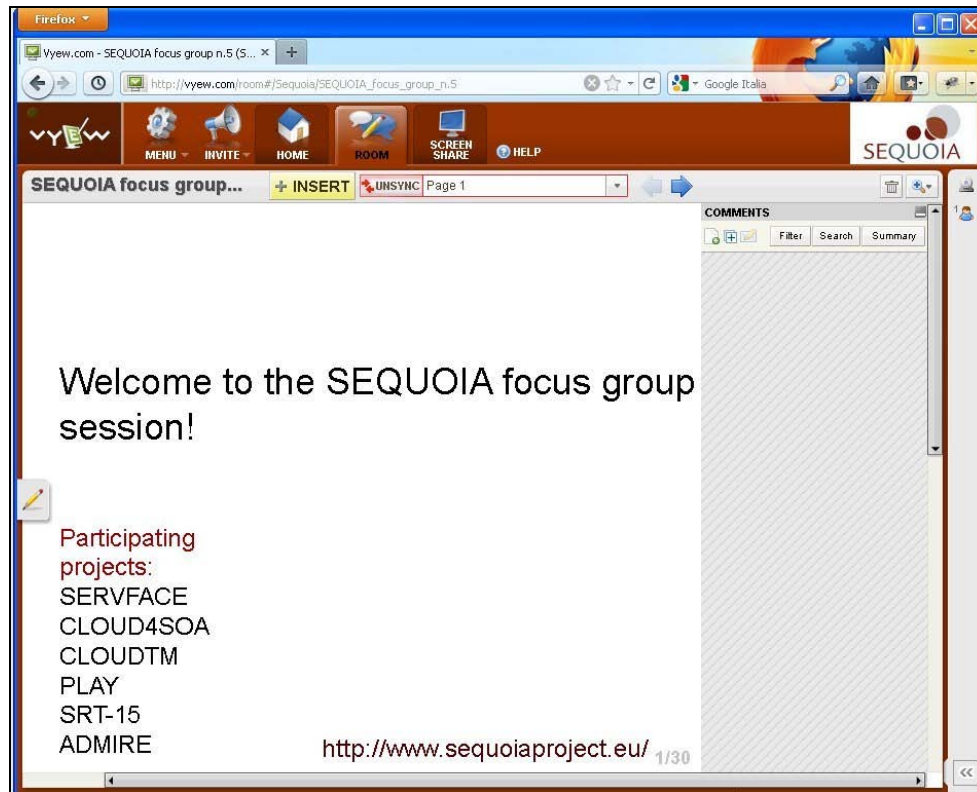 Firefox
Vyew.com - SEQUOIA focus group n.5 (S...
http://vyew.com/room#/Sequoia/SEQUOIA_focus_group_n.5
Google Italia
vyew
MENU
INVITE
HOME
ROOM
SCREEN
SHARE
HELP
SEQUOIA
SEQUOIA focus group...
+ INSERT
UNSYNC
Page 1
COMMENTS
Filter
Search
Summary
1
Welcome to the SEQUOIA focus group
session!
Participating
projects:
SERVFACE
CLOUD4SOA
CLOUDTM
PLAY
SRT-15
ADMIRE
http://www.sequoiaproject.eu/
1/30